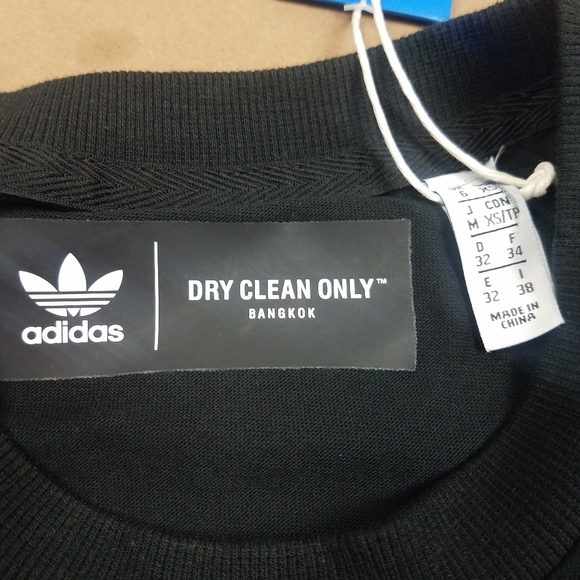 adidas
DRY CLEAN ONLY™
BANGKOK
J CON
M XS/TP
D F
32 34
E I
32 38
MADE IN
CHINA